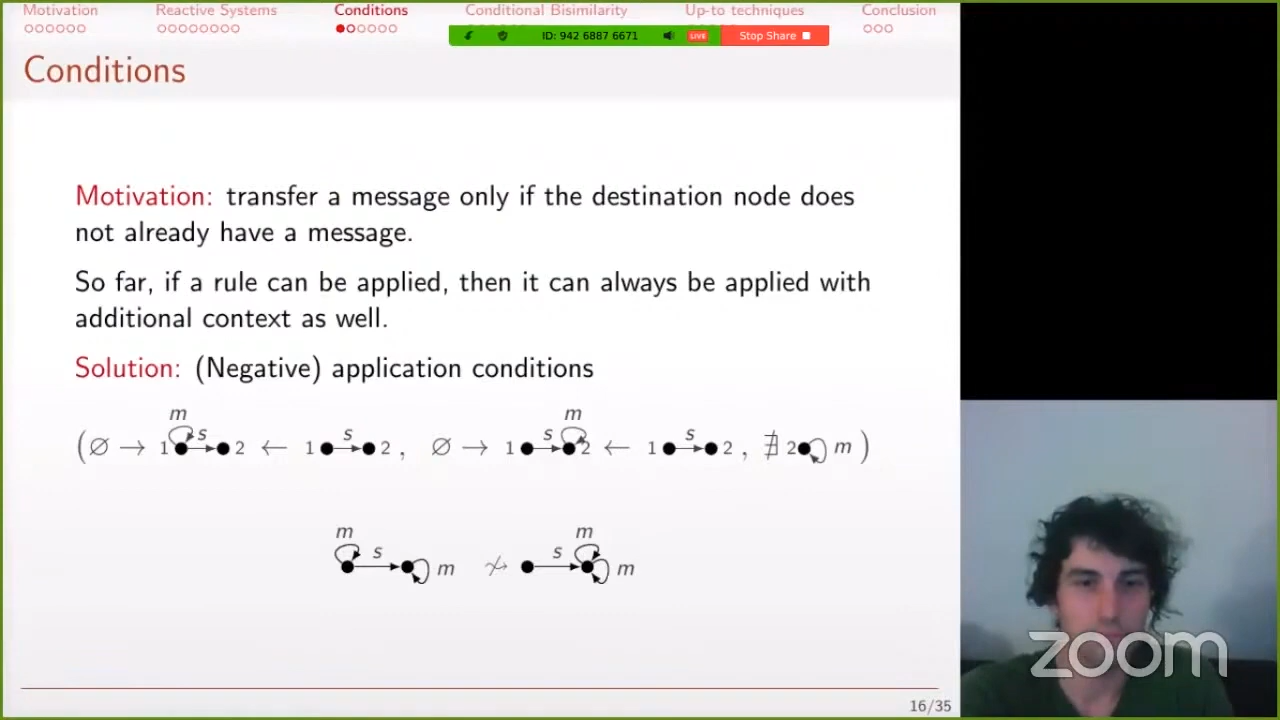 Motivation Reactive Systems Conditions Conditional Bisimilarity Up-to techniques Conclusion
ID: 942 6887 6671 LIVE Stop Share
Conditions
Motivation: transfer a message only if the destination node does
not already have a message.
So far, if a rule can be applied, then it can always be applied with
additional context as well.
Solution: (Negative) application conditions
m m
(∅ → 1 s 2 ← 1 s 2 , ∅ → 1 s 2 ← 1 s 2 , ∄ 2 m )
m m
s m ↛ s m
16/35
zoom